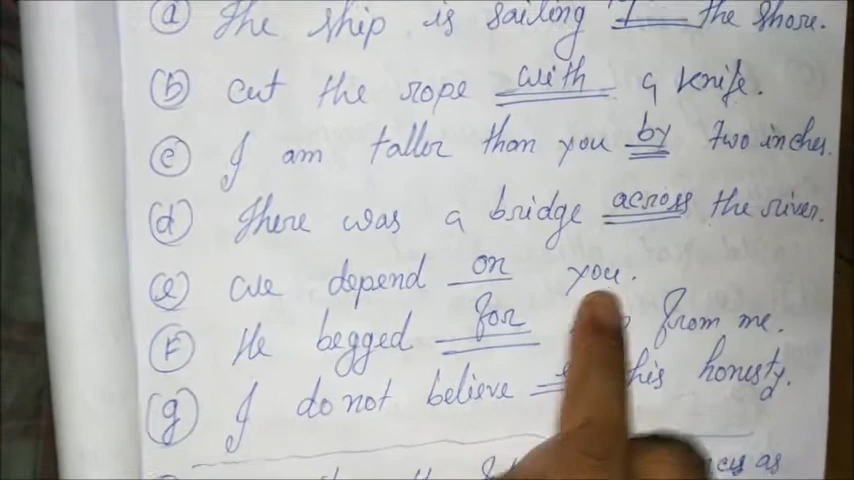 (a) The ship is sailing the shore.
(b) cut the rope with a knife.
(c) I am taller than you by two inches.
(d) There was a bridge across the river.
(e) we depend on you.
(F) He begged for from me.
(g) I do not believe his honesty.
as